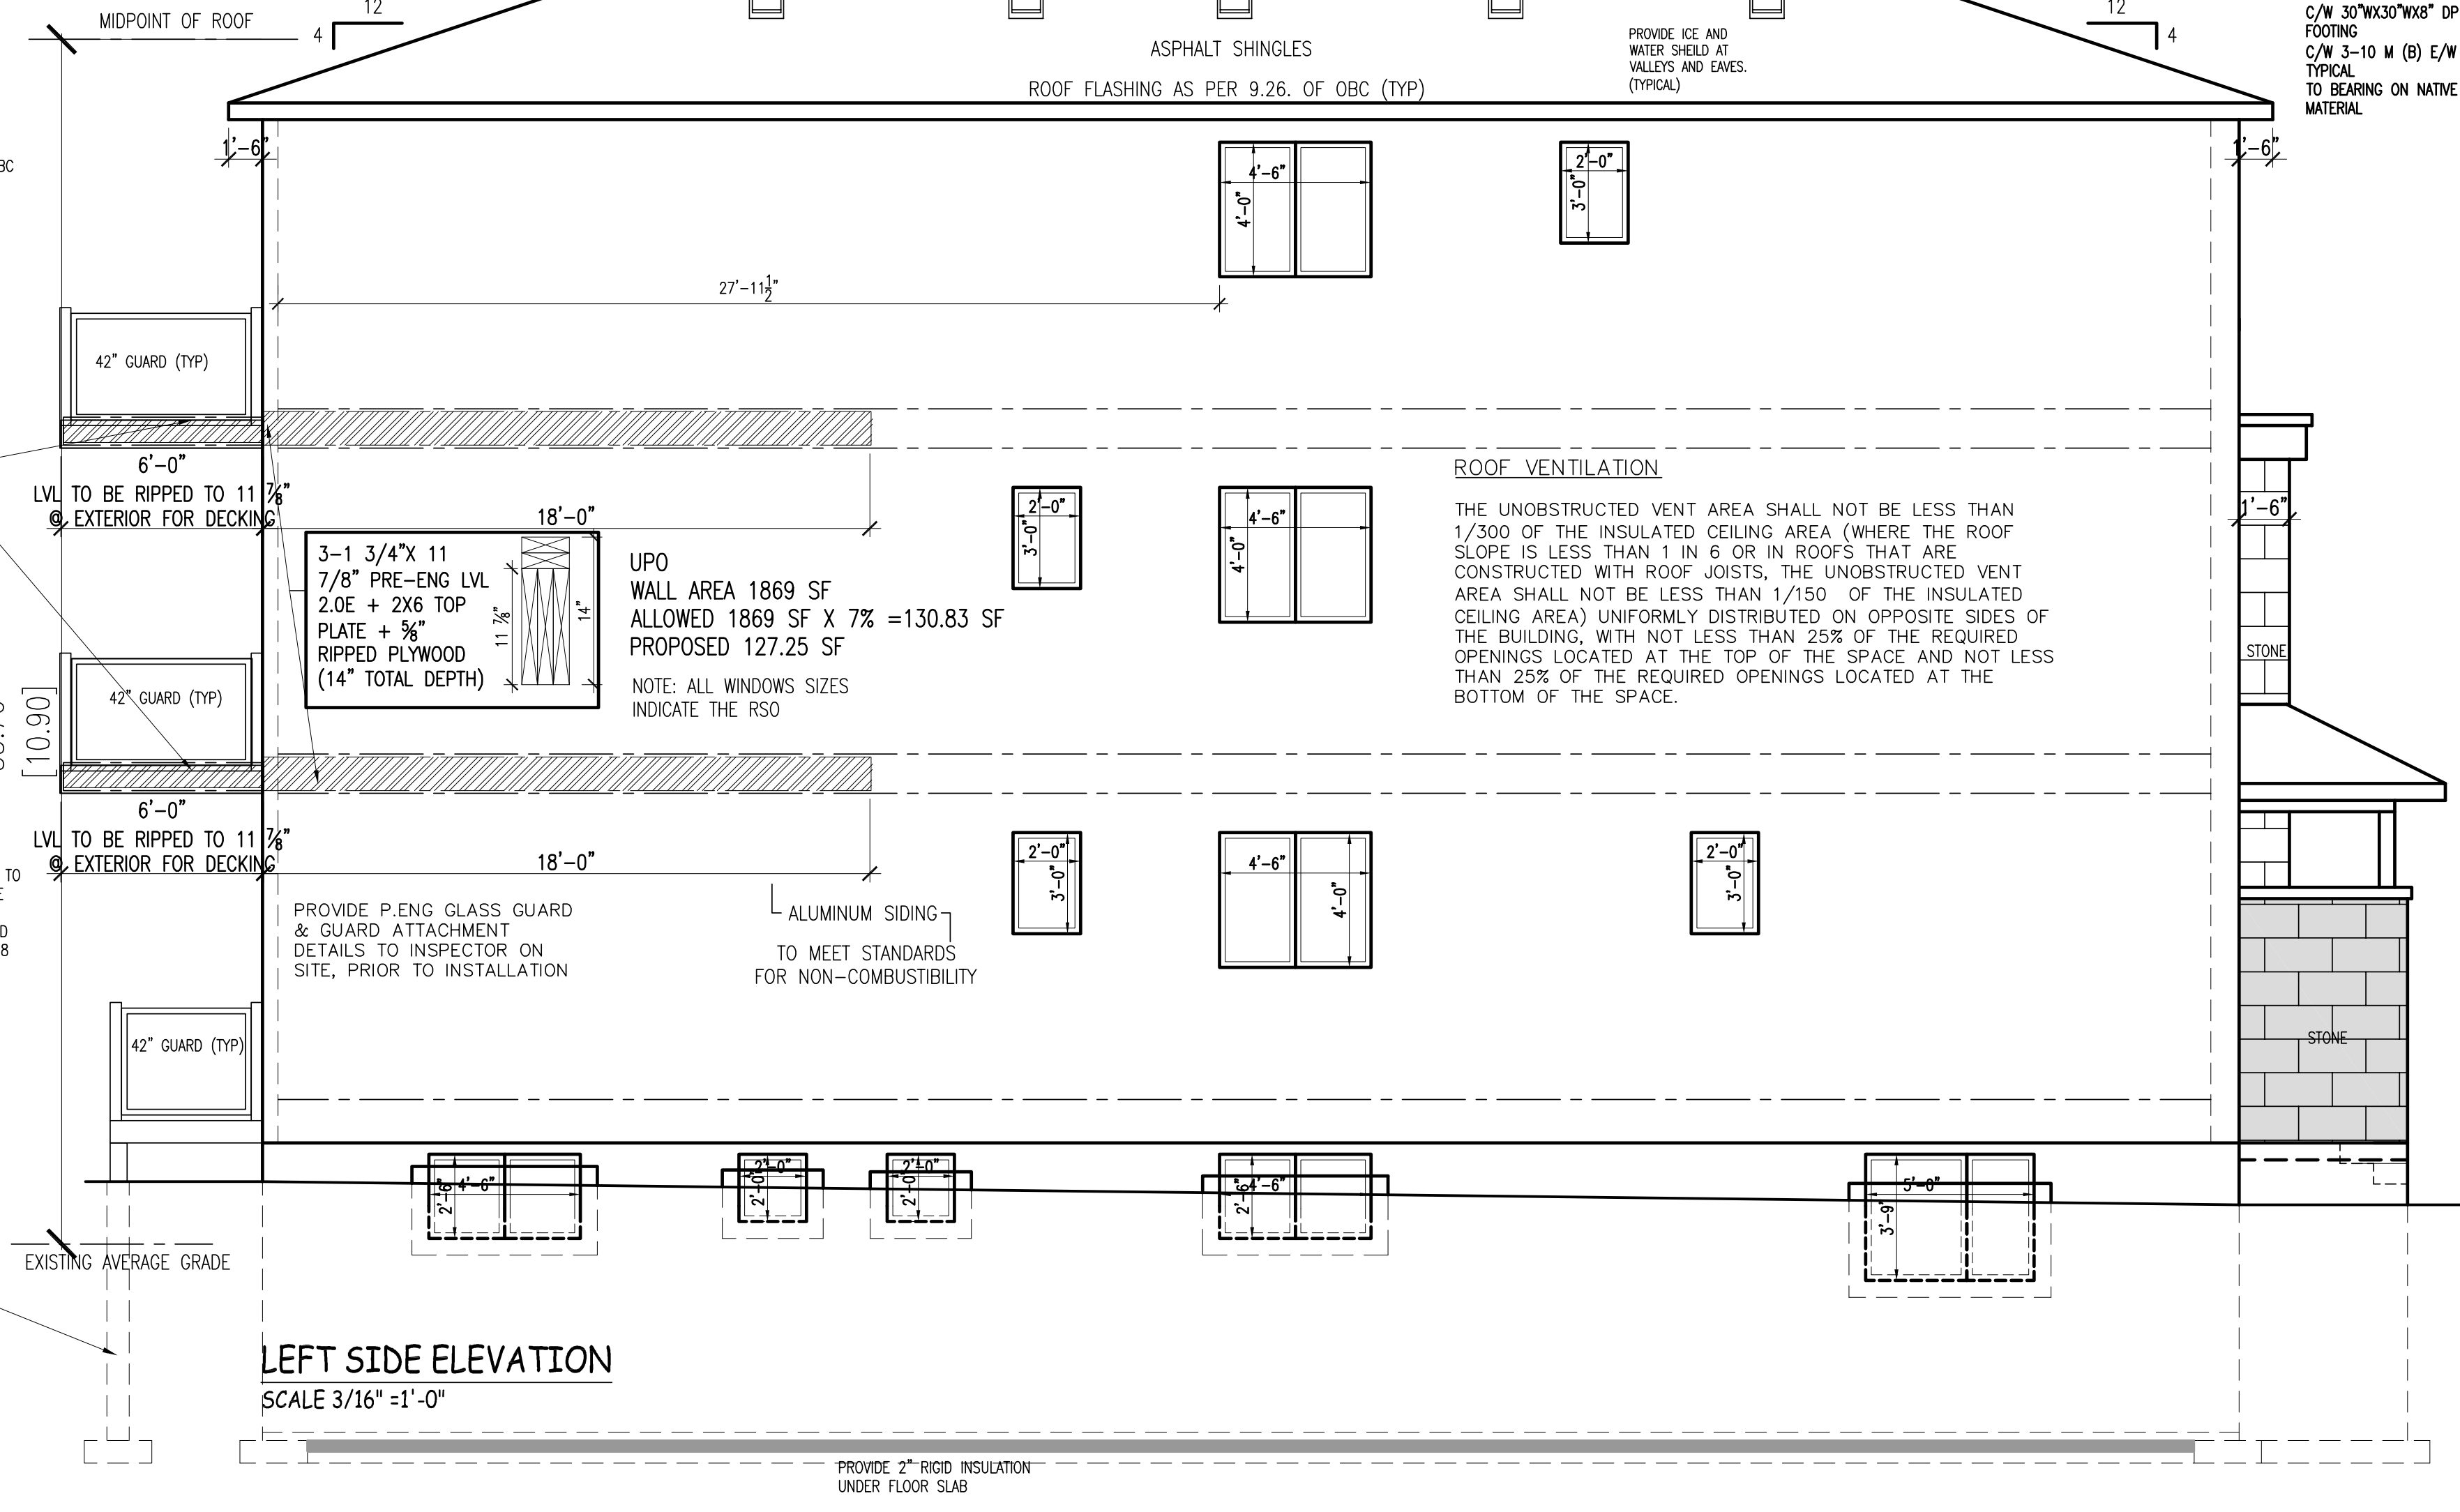 MIDPOINT OF ROOF
12
4
ASPHALT SHINGLES
ROOF FLASHING AS PER 9.26. OF OBC (TYP)
PROVIDE ICE AND
WATER SHEILD AT
VALLEYS AND EAVES.
(TYPICAL)
12
4
C/W 30"WX30"WX8" DP
FOOTING
C/W 3-10 M (B) E/W
TYPICAL
TO BEARING ON NATIVE
MATERIAL
1'-6"
4'-6"
4'-0"
2'-0"
3'-0"
1'-6"
27'-11 1/2"
42" GUARD (TYP)
6'-0"
LVL TO BE RIPPED TO 11 ⅞"
@ EXTERIOR FOR DECKING
18'-0"
3-1 3/4"X 11
7/8" PRE-ENG LVL
2.0E + 2X6 TOP
PLATE + ⅝"
RIPPED PLYWOOD
(14" TOTAL DEPTH)
11 ⅞"
14"
UPO
WALL AREA 1869 SF
ALLOWED 1869 SF X 7% =130.83 SF
PROPOSED 127.25 SF
NOTE: ALL WINDOWS SIZES
INDICATE THE RSO
2'-0"
3'-0"
4'-6"
4'-0"
ROOF VENTILATION
THE UNOBSTRUCTED VENT AREA SHALL NOT BE LESS THAN
1/300 OF THE INSULATED CEILING AREA (WHERE THE ROOF
SLOPE IS LESS THAN 1 IN 6 OR IN ROOFS THAT ARE
CONSTRUCTED WITH ROOF JOISTS, THE UNOBSTRUCTED VENT
AREA SHALL NOT BE LESS THAN 1/150 OF THE INSULATED
CEILING AREA) UNIFORMLY DISTRIBUTED ON OPPOSITE SIDES OF
THE BUILDING, WITH NOT LESS THAN 25% OF THE REQUIRED
OPENINGS LOCATED AT THE TOP OF THE SPACE AND NOT LESS
THAN 25% OF THE REQUIRED OPENINGS LOCATED AT THE
BOTTOM OF THE SPACE.
1'-6"
STONE
42" GUARD (TYP)
[10.90]
6'-0"
LVL TO BE RIPPED TO 11 ⅞"
@ EXTERIOR FOR DECKING
18'-0"
TO
D
8
PROVIDE P.ENG GLASS GUARD
& GUARD ATTACHMENT
DETAILS TO INSPECTOR ON
SITE, PRIOR TO INSTALLATION
ALUMINUM SIDING
TO MEET STANDARDS
FOR NON-COMBUSTIBILITY
2'-0"
3'-0"
4'-6"
4'-0"
2'-0"
3'-0"
42" GUARD (TYP)
STONE
2'-6"
4'-6"
2'-0"
2'-0"
2'-0"
2'-0"
2'-6"
4'-6"
5'-0"
3'-9"
EXISTING AVERAGE GRADE
LEFT SIDE ELEVATION
SCALE 3/16" =1'-0"
PROVIDE 2" RIGID INSULATION
UNDER FLOOR SLAB